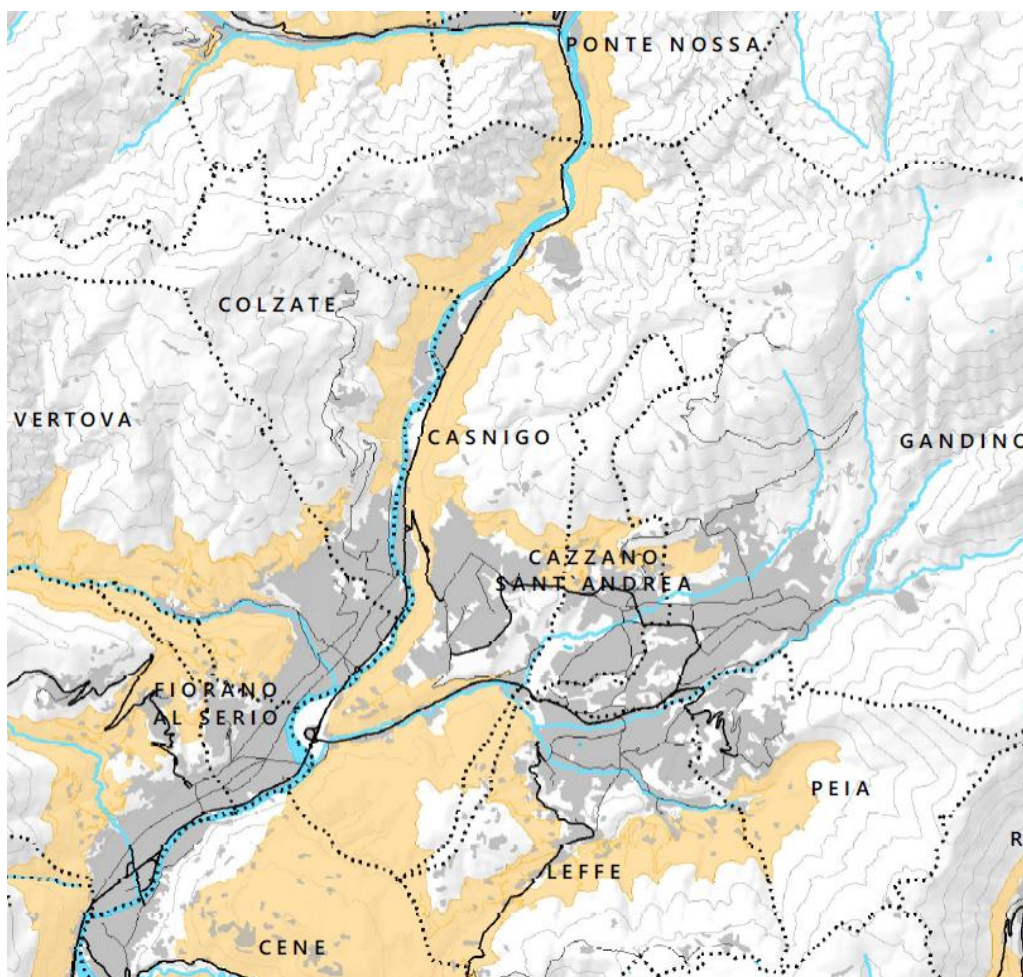 PONTE NOSSA
COLZATE
VERTOVA
CASNIGO
GANDINO
CAZZANO
SANT'ANDREA
FIORANO
AL SERIO
PEIA
LEFFE
R
CENE